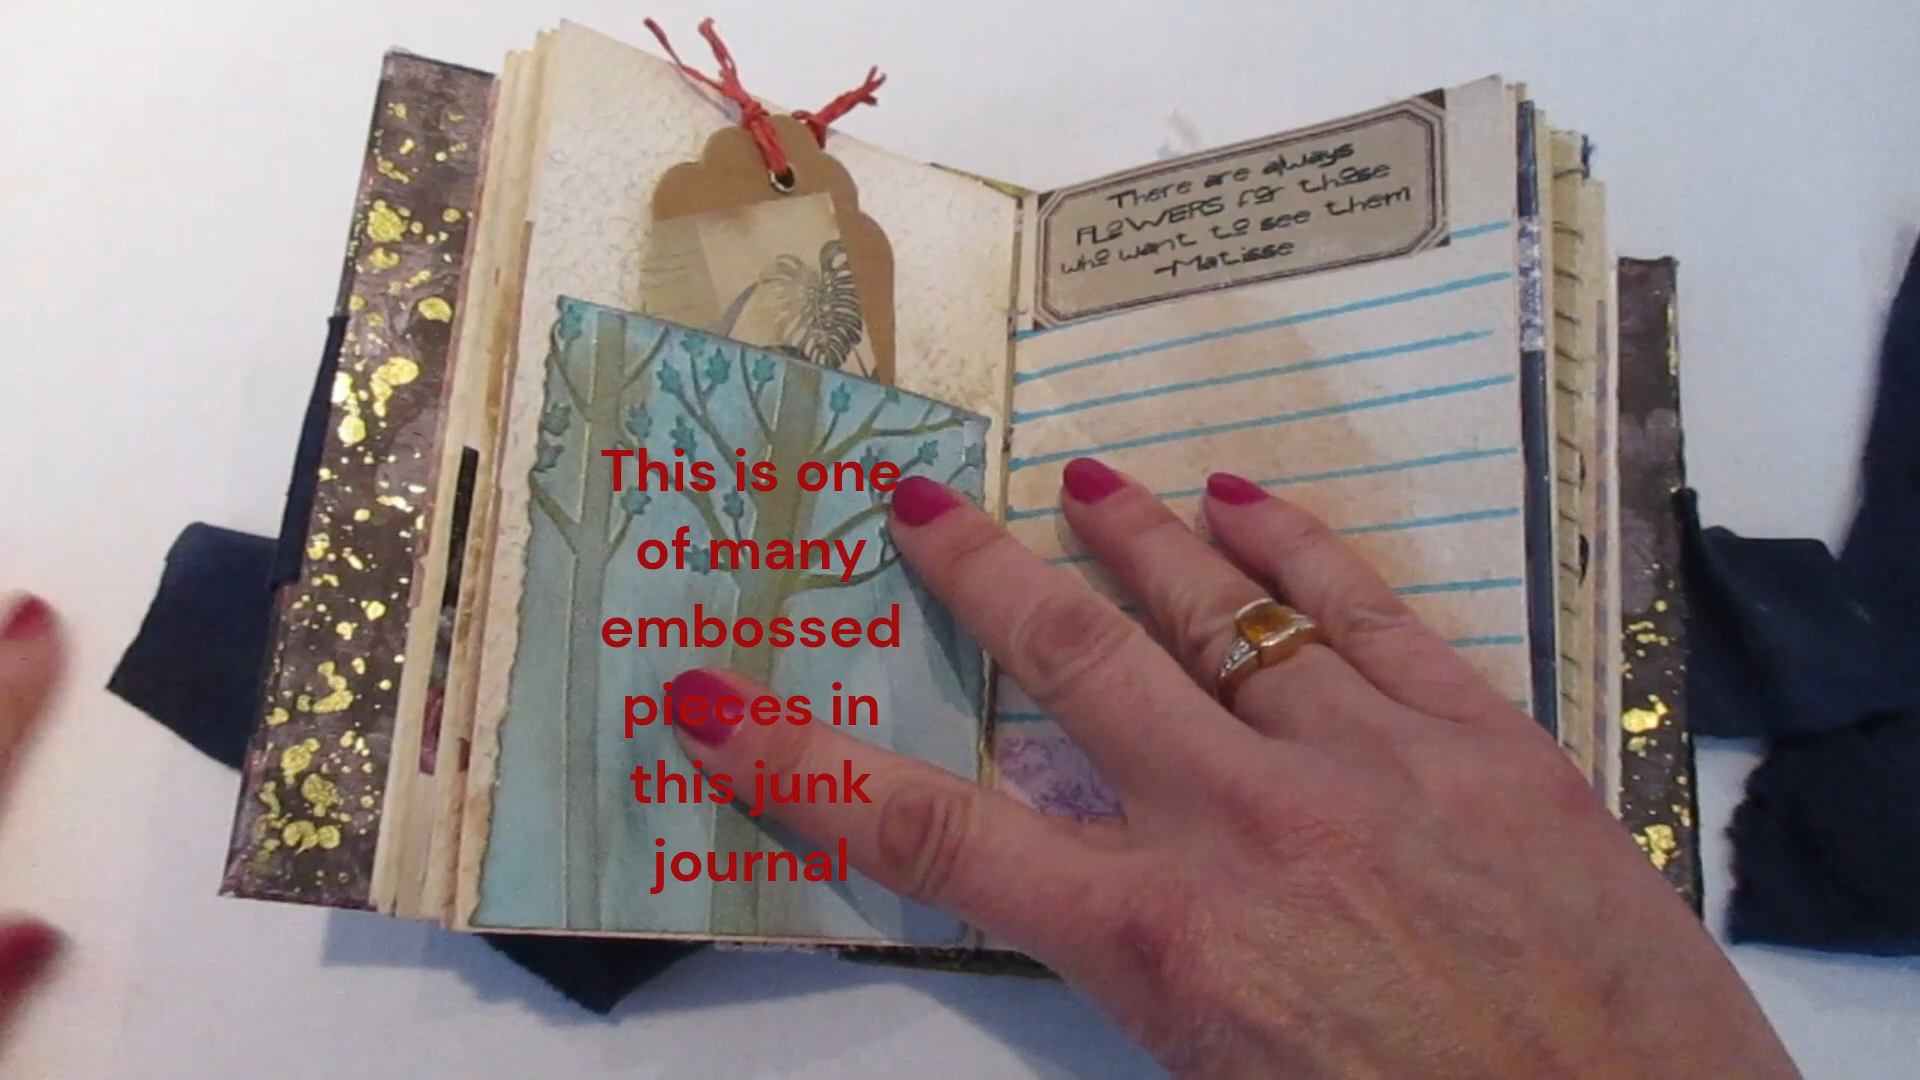 There are always
FLOWERS for those
who want to see them
-Matisse
This is one
of many
embossed
pieces in
this junk
journal